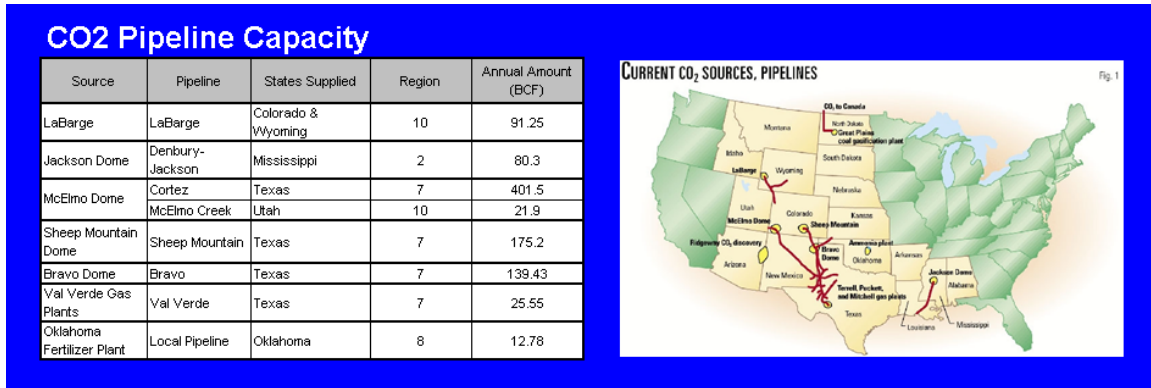 CO2 Pipeline Capacity
Source Pipeline States Supplied Region Annual Amount
(BCF)
LaBarge LaBarge Colorado &
Wyoming 10 91.25
Jackson Dome Denbury-
Jackson Mississippi 2 80.3
McElmo Dome Cortez Texas 7 401.5
McElmo Creek Utah 10 21.9
Sheep Mountain
Dome Sheep Mountain Texas 7 175.2
Bravo Dome Bravo Texas 7 139.43
Val Verde Gas
Plants Val Verde Texas 7 25.55
Oklahoma
Fertilizer Plant Local Pipeline Oklahoma 8 12.78
CURRENT CO2 SOURCES, PIPELINES
Fig. 1
CO2 to Canada
Montana
North Dakota
Great Plains
coal gasification plant
Idaho
South Dakota
LaBarge
Wyoming
Nebraska
Utah
Colorado
Kansas
McElmo Dome
Sheep Mountain
Ridgeway CO2 discovery
Bravo
Dome
Ammonia plant
Oklahoma
Arkansas
Arizona
New Mexico
Jackson Dome
Alabama
Terrell, Puckett,
and Mitchell gas plants
Texas
Louisiana
Mississippi